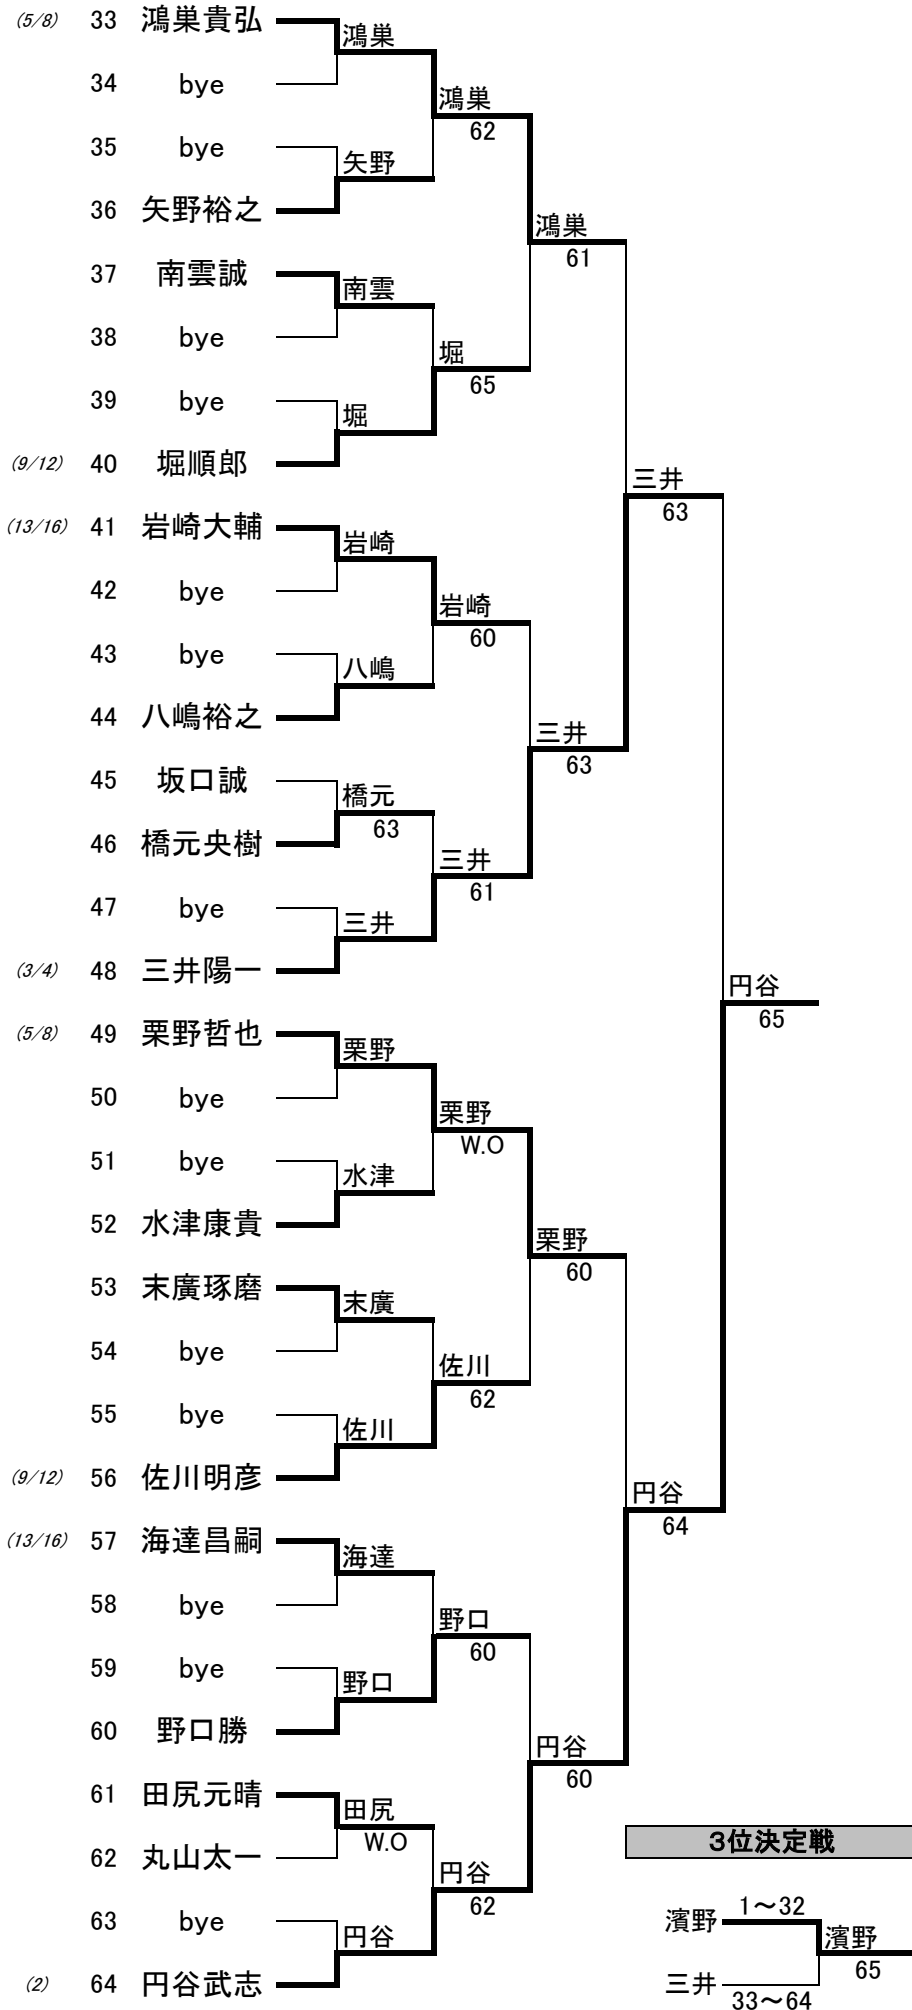 (5/8) 33 鴻巣貴弘
鴻巣
34 bye
鴻巣
62
35 bye
矢野
36 矢野裕之
鴻巣
61
37 南雲誠
南雲
38 bye
堀
65
39 bye
堀
(9/12) 40 堀順郎
三井
63
(13/16) 41 岩崎大輔
岩崎
42 bye
岩崎
60
43 bye
八嶋
44 八嶋裕之
三井
63
45 坂口誠
橋元
63
46 橋元央樹
三井
61
47 bye
三井
(3/4) 48 三井陽一
円谷
65
(5/8) 49 栗野哲也
栗野
50 bye
栗野
W.O
51 bye
水津
52 水津康貴
栗野
60
53 末廣琢磨
末廣
54 bye
佐川
62
55 bye
佐川
(9/12) 56 佐川明彦
円谷
64
(13/16) 57 海達昌嗣
海達
58 bye
野口
60
59 bye
野口
60 野口勝
円谷
60
61 田尻元晴
田尻
W.O
62 丸山太一
円谷
62
63 bye
円谷
(2) 64 円谷武志
3位決定戦
濱野 1～32
濱野
65
三井
33～64